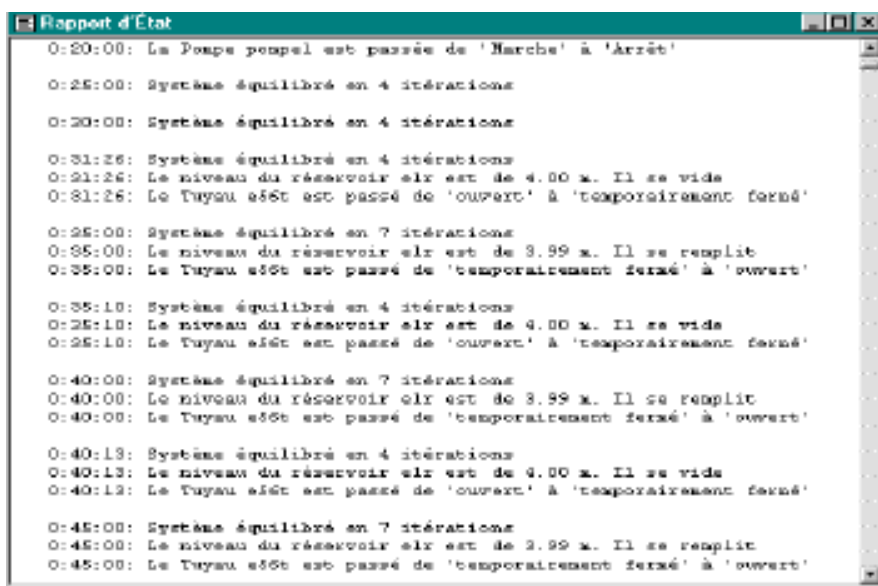 Rapport d'État
0:20:00: La Pompe pompe1 est passée de 'Marche' à 'Arrêt'
0:25:00: Système équilibré en 4 itérations
0:30:00: Système équilibré en 4 itérations
0:31:26: Système équilibré en 4 itérations
0:31:26: Le niveau du réservoir elr est de 4.00 m. Il se vide
0:31:26: Le Tuyau e56t est passé de 'ouvert' à 'temporairement fermé'
0:35:00: Système équilibré en 7 itérations
0:35:00: Le niveau du réservoir elr est de 3.99 m. Il se remplit
0:35:00: Le Tuyau e56t est passé de 'temporairement fermé' à 'ouvert'
0:35:10: Système équilibré en 4 itérations
0:35:10: Le niveau du réservoir elr est de 4.00 m. Il se vide
0:35:10: Le Tuyau e56t est passé de 'ouvert' à 'temporairement fermé'
0:40:00: Système équilibré en 7 itérations
0:40:00: Le niveau du réservoir elr est de 3.99 m. Il se remplit
0:40:00: Le Tuyau e56t est passé de 'temporairement fermé' à 'ouvert'
0:40:13: Système équilibré en 4 itérations
0:40:13: Le niveau du réservoir elr est de 4.00 m. Il se vide
0:40:13: Le Tuyau e56t est passé de 'ouvert' à 'temporairement fermé'
0:45:00: Système équilibré en 7 itérations
0:45:00: Le niveau du réservoir elr est de 3.99 m. Il se remplit
0:45:00: Le Tuyau e56t est passé de 'temporairement fermé' à 'ouvert'